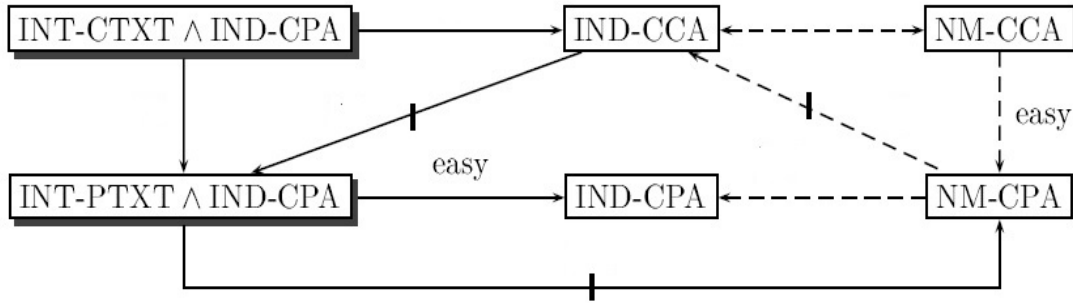 INT-CTXT ∧ IND-CPA
IND-CCA
NM-CCA
easy
easy
INT-PTXT ∧ IND-CPA
IND-CPA
NM-CPA